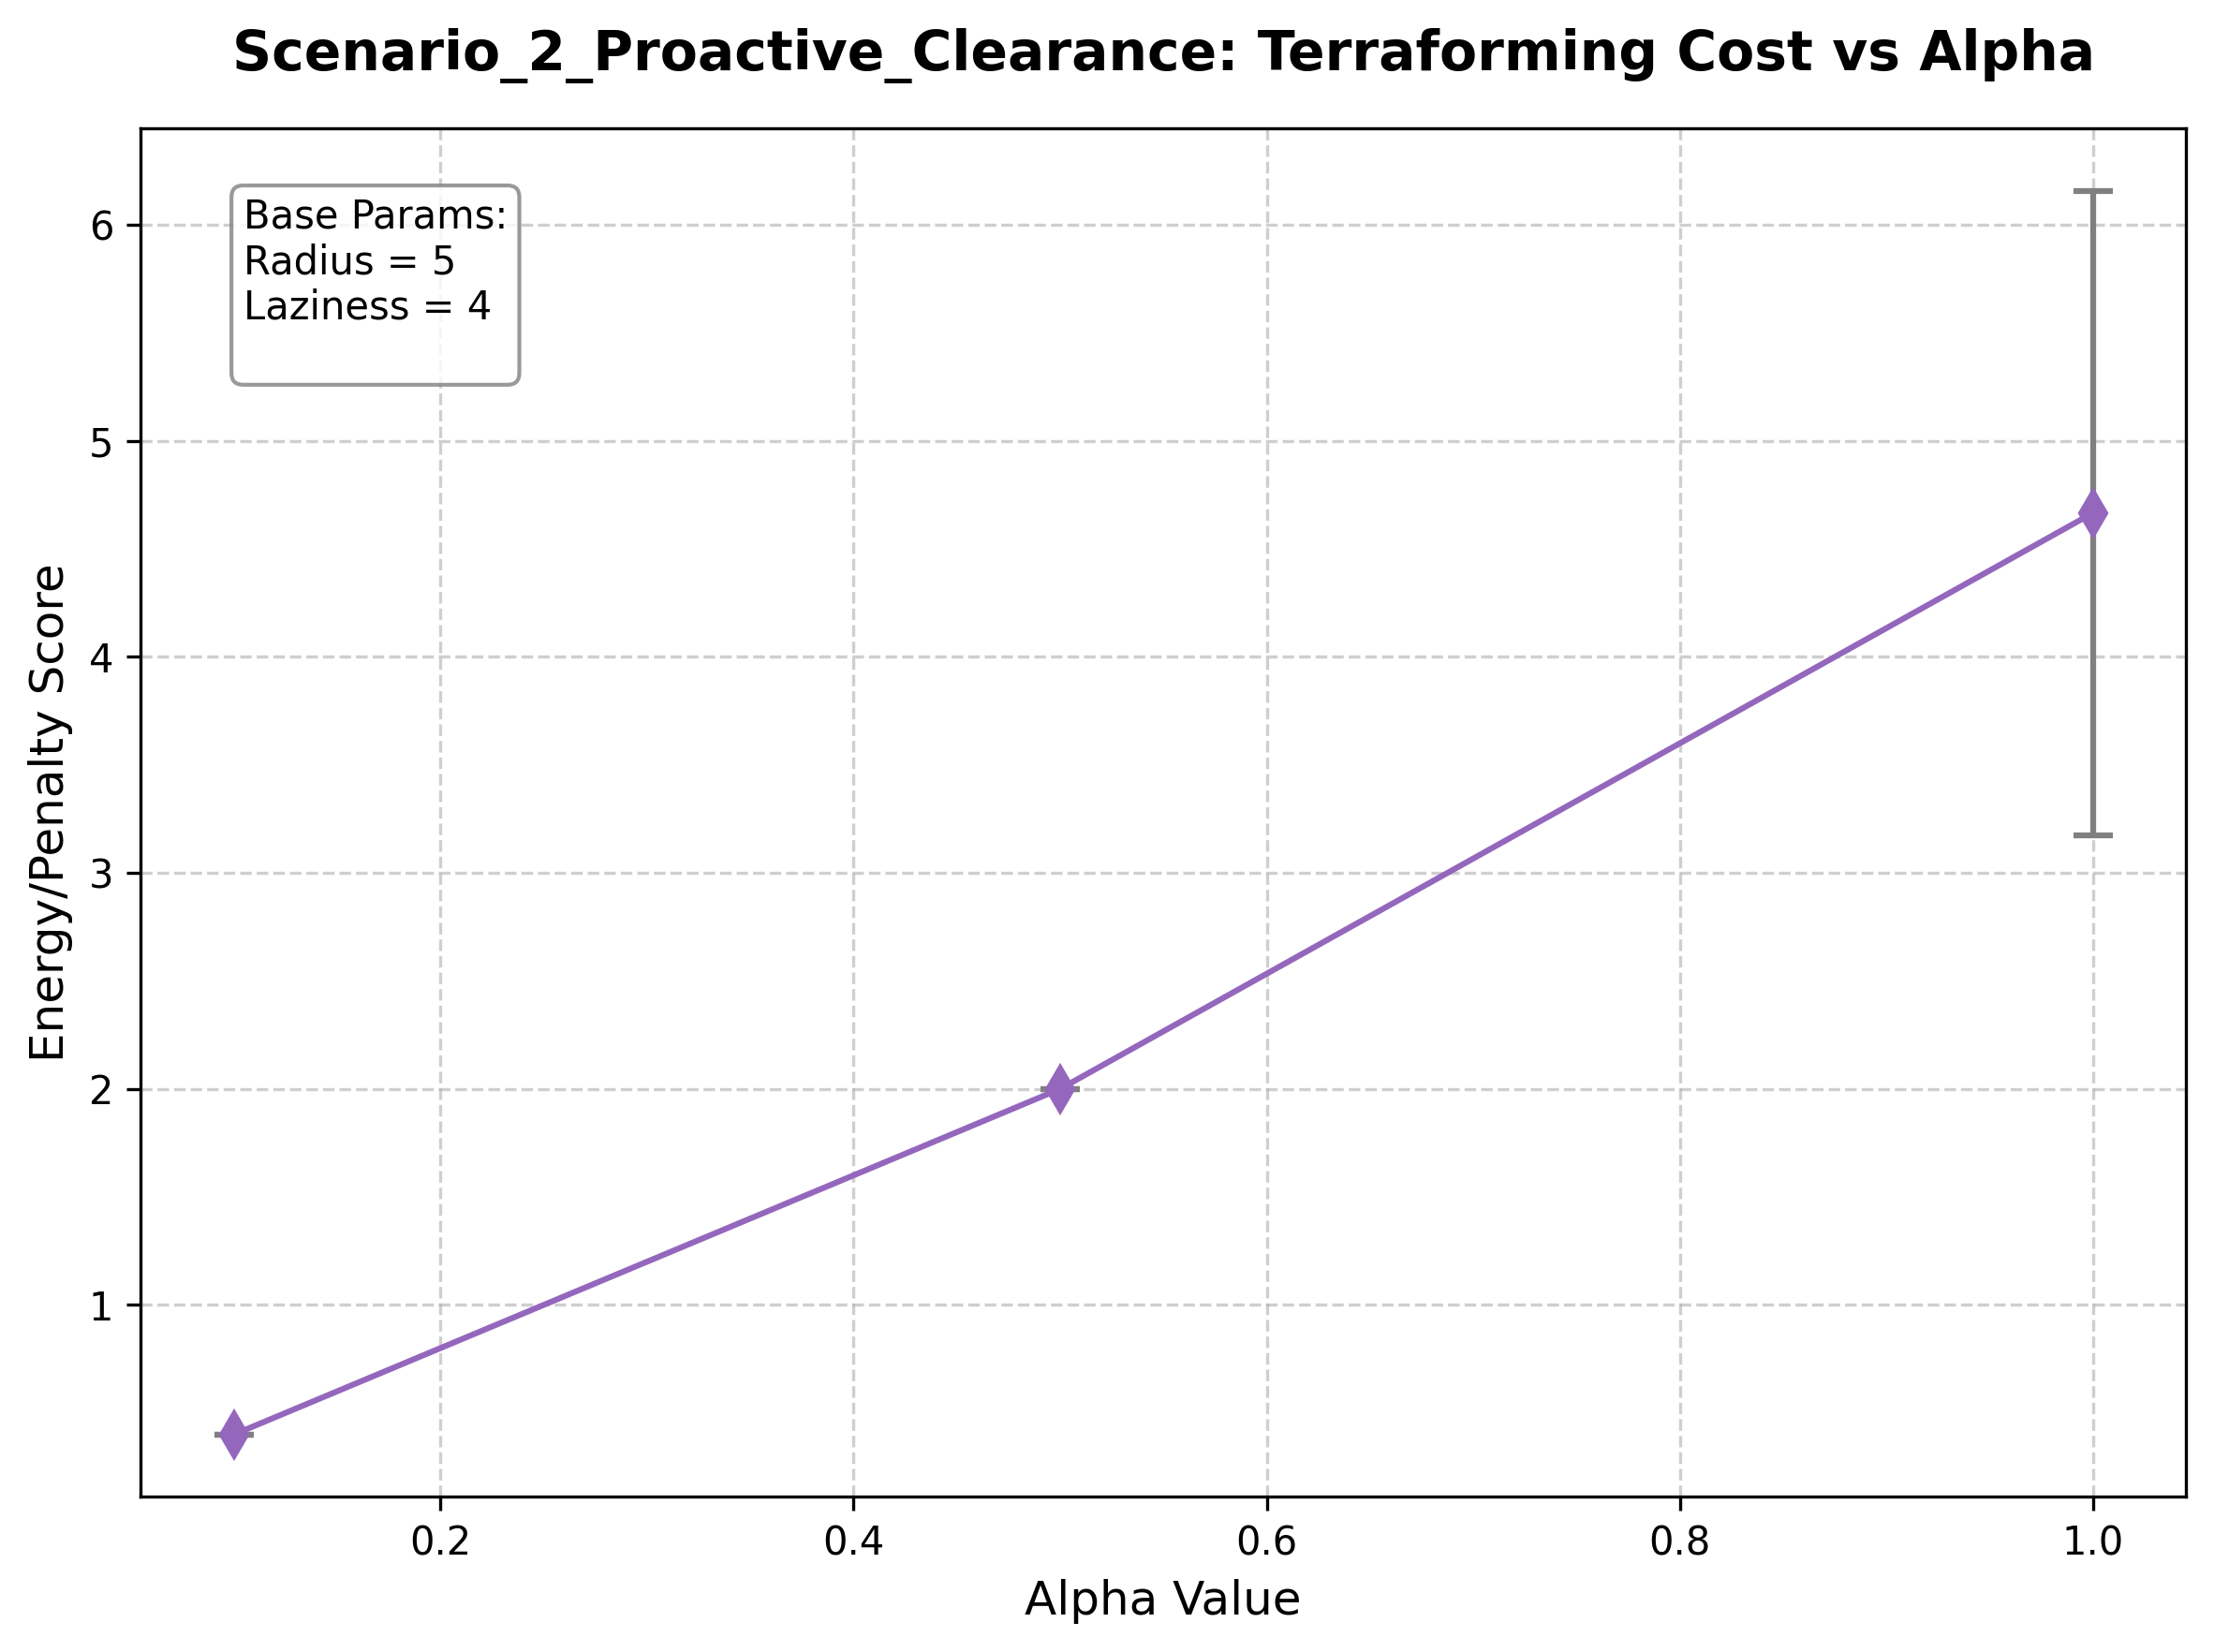 Scenario_2_Proactive_Clearance: Terraforming Cost vs Alpha
Base Params:
Radius = 5
Laziness = 4
6
5
4
3
2
1
Energy/Penalty Score
0.2
0.4
0.6
0.8
1.0
Alpha Value